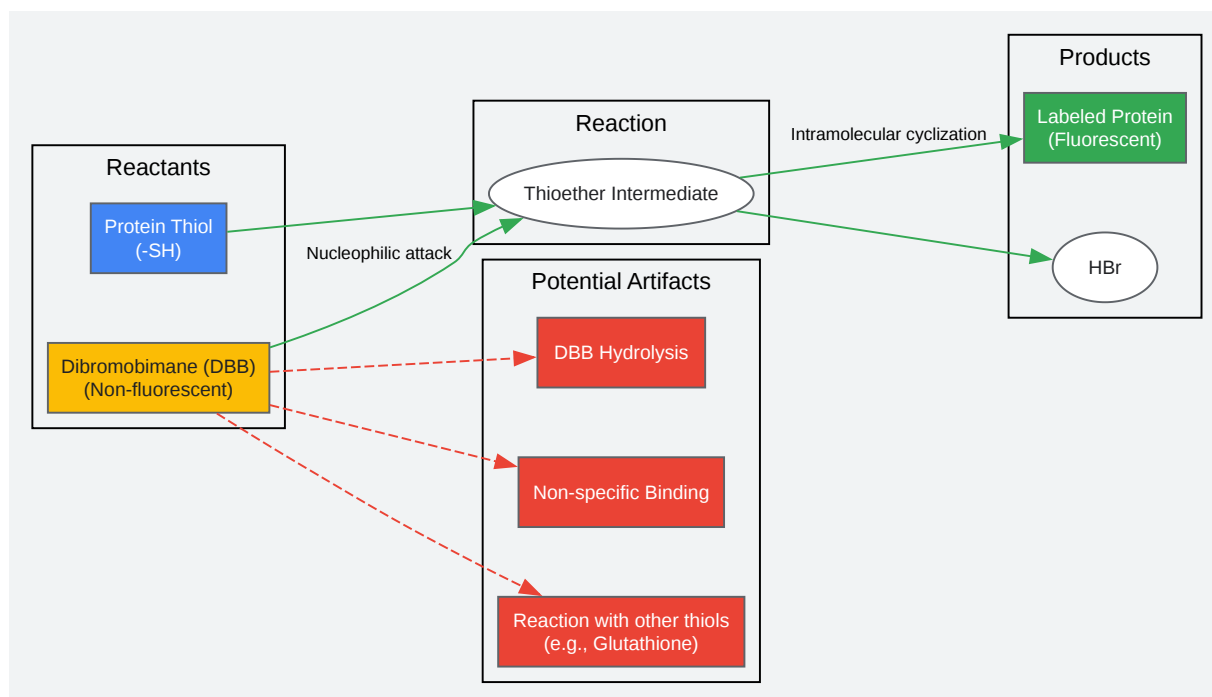 Reactants
Protein Thiol
(-SH)
Dibromobimane (DBB)
(Non-fluorescent)
Nucleophilic attack
Reaction
Thioether Intermediate
Potential Artifacts
DBB Hydrolysis
Non-specific Binding
Reaction with other thiols
(e.g., Glutathione)
Intramolecular cyclization
Products
Labeled Protein
(Fluorescent)
HBr